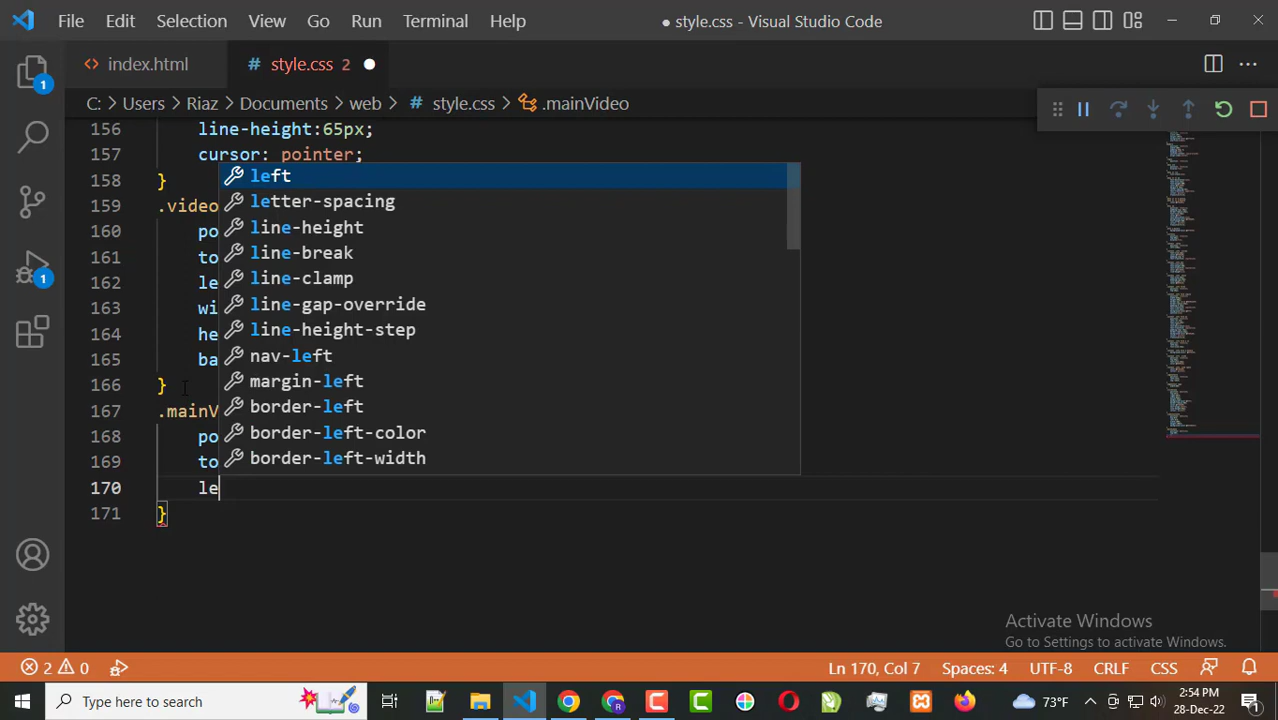 File Edit Selection View Go Run Terminal Help ● style.css - Visual Studio Code
<> index.html # style.css 2 ●
C: > Users > Riaz > Documents > web > # style.css > .mainVideo
156 line-height:65px;
157 cursor: pointer;
158 }
left
159 .video
letter-spacing
160 po
line-height
161 to
line-break
162 le
line-clamp
163 wi
line-gap-override
164 he
line-height-step
165 ba
nav-left
166 }
margin-left
167 .mainV
border-left
168 po
border-left-color
169 to
border-left-width
170 le
171 }
1
1
Activate Windows
Go to Settings to activate Windows.
2 0 Ln 170, Col 7 Spaces: 4 UTF-8 CRLF CSS
Type here to search 73°F 2:54 PM
28-Dec-22 1